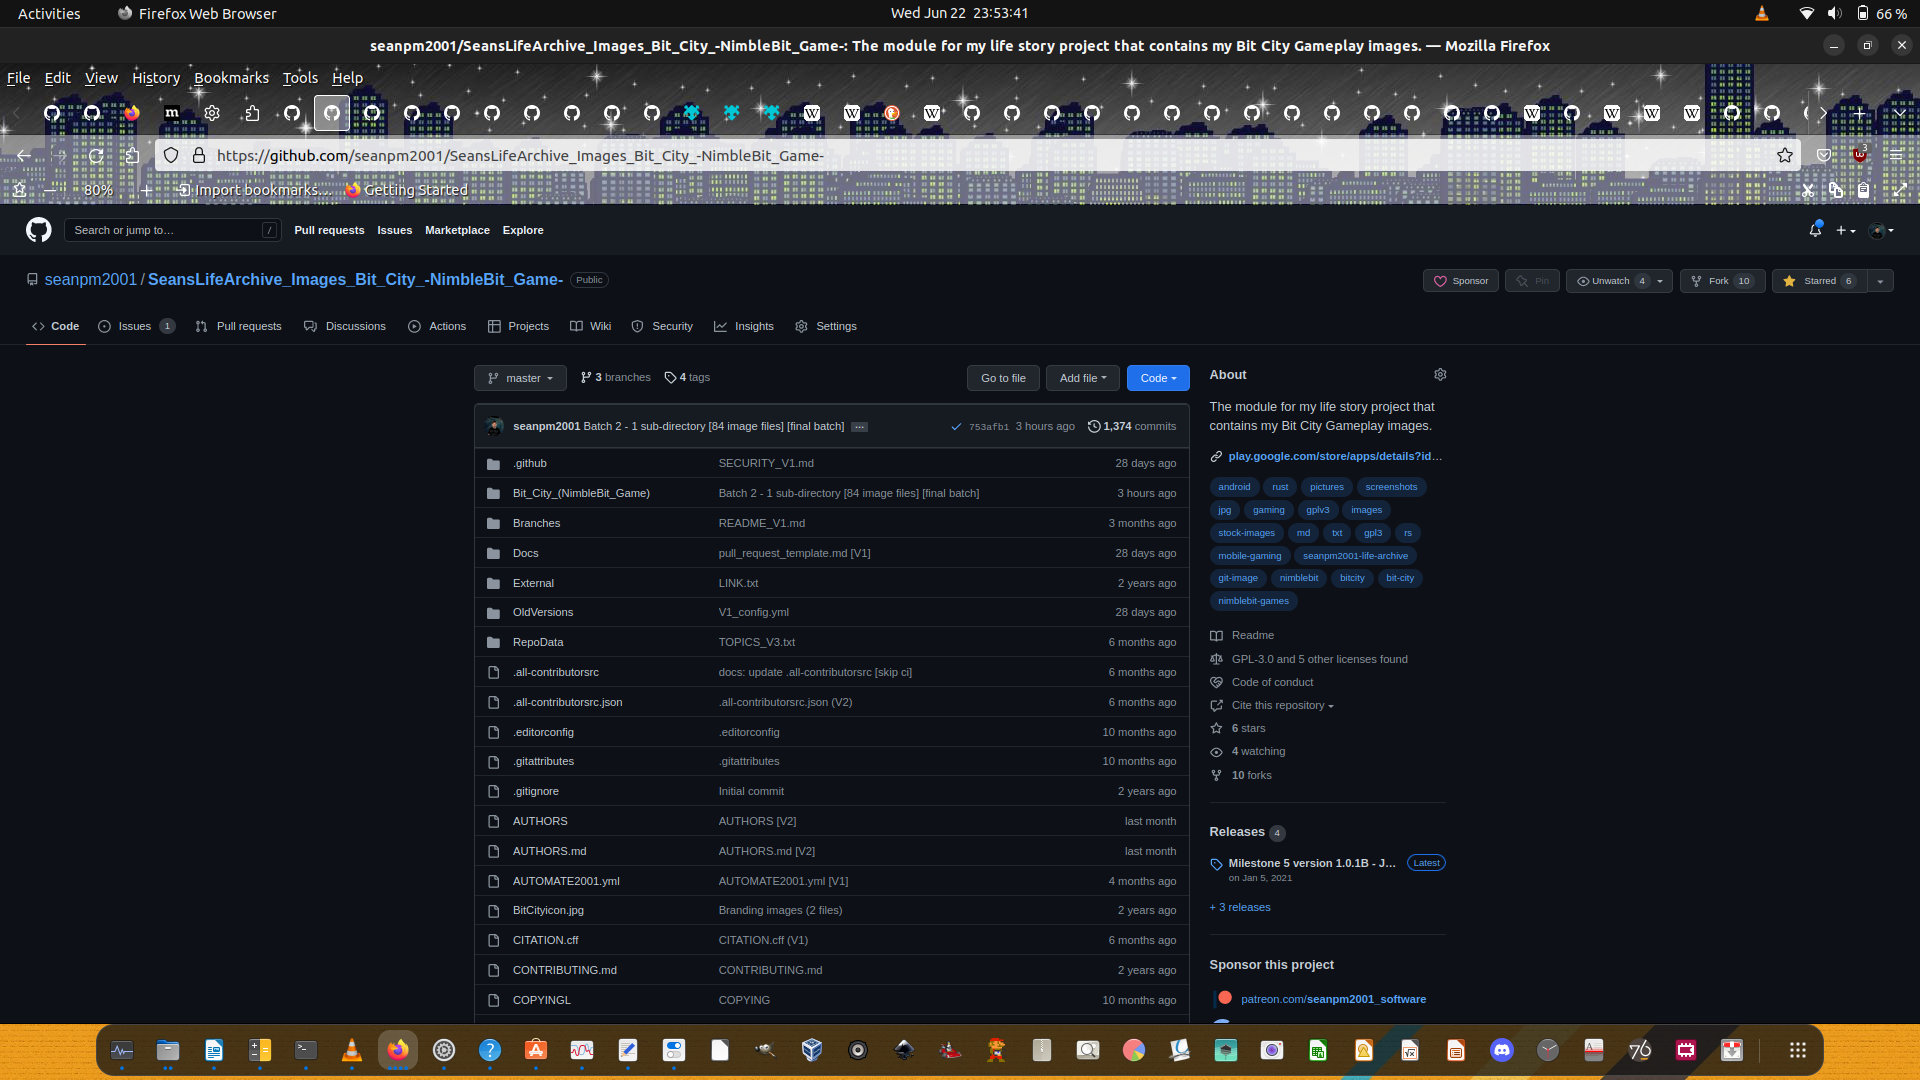 Activities
Firefox Web Browser
Wed Jun 22 23:53:41
66 %
seanpm2001/SeansLifeArchive_Images_Bit_City_-NimbleBit_Game-: The module for my life story project that contains my Bit City Gameplay images. — Mozilla Firefox
File Edit View History Bookmarks Tools Help
https://github.com/seanpm2001/SeansLifeArchive_Images_Bit_City_-NimbleBit_Game-
3
80%
Import bookmarks...
Getting Started
Search or jump to…
/
Pull requests Issues Marketplace Explore
seanpm2001 / SeansLifeArchive_Images_Bit_City_-NimbleBit_Game- Public
Sponsor
Pin
Unwatch 4
Fork 10
Starred 6
Code
Issues 1
Pull requests
Discussions
Actions
Projects
Wiki
Security
Insights
Settings
master
3 branches
4 tags
Go to file
Add file
Code
seanpm2001 Batch 2 - 1 sub-directory [84 image files] [final batch] ...
753afb1 3 hours ago
1,374 commits
.github SECURITY_V1.md 28 days ago
Bit_City_(NimbleBit_Game) Batch 2 - 1 sub-directory [84 image files] [final batch] 3 hours ago
Branches README_V1.md 3 months ago
Docs pull_request_template.md [V1] 28 days ago
External LINK.txt 2 years ago
OldVersions V1_config.yml 28 days ago
RepoData TOPICS_V3.txt 6 months ago
.all-contributorsrc docs: update .all-contributorsrc [skip ci] 6 months ago
.all-contributorsrc.json .all-contributorsrc.json (V2) 6 months ago
.editorconfig .editorconfig 10 months ago
.gitattributes .gitattributes 10 months ago
.gitignore Initial commit 2 years ago
AUTHORS AUTHORS [V2] last month
AUTHORS.md AUTHORS.md [V2] last month
AUTOMATE2001.yml AUTOMATE2001.yml [V1] 4 months ago
BitCityicon.jpg Branding images (2 files) 2 years ago
CITATION.cff CITATION.cff (V1) 6 months ago
CONTRIBUTING.md CONTRIBUTING.md 2 years ago
COPYINGL COPYING 10 months ago
About
The module for my life story project that
contains my Bit City Gameplay images.
play.google.com/store/apps/details?id…
android rust pictures screenshots
jpg gaming gplv3 images
stock-images md txt gpl3 rs
mobile-gaming seanpm2001-life-archive
git-image nimblebit bitcity bit-city
nimblebit-games
Readme
GPL-3.0 and 5 other licenses found
Code of conduct
Cite this repository
6 stars
4 watching
10 forks
Releases 4
Milestone 5 version 1.0.1B - J… Latest
on Jan 5, 2021
+ 3 releases
Sponsor this project
patreon.com/seanpm2001_software
76